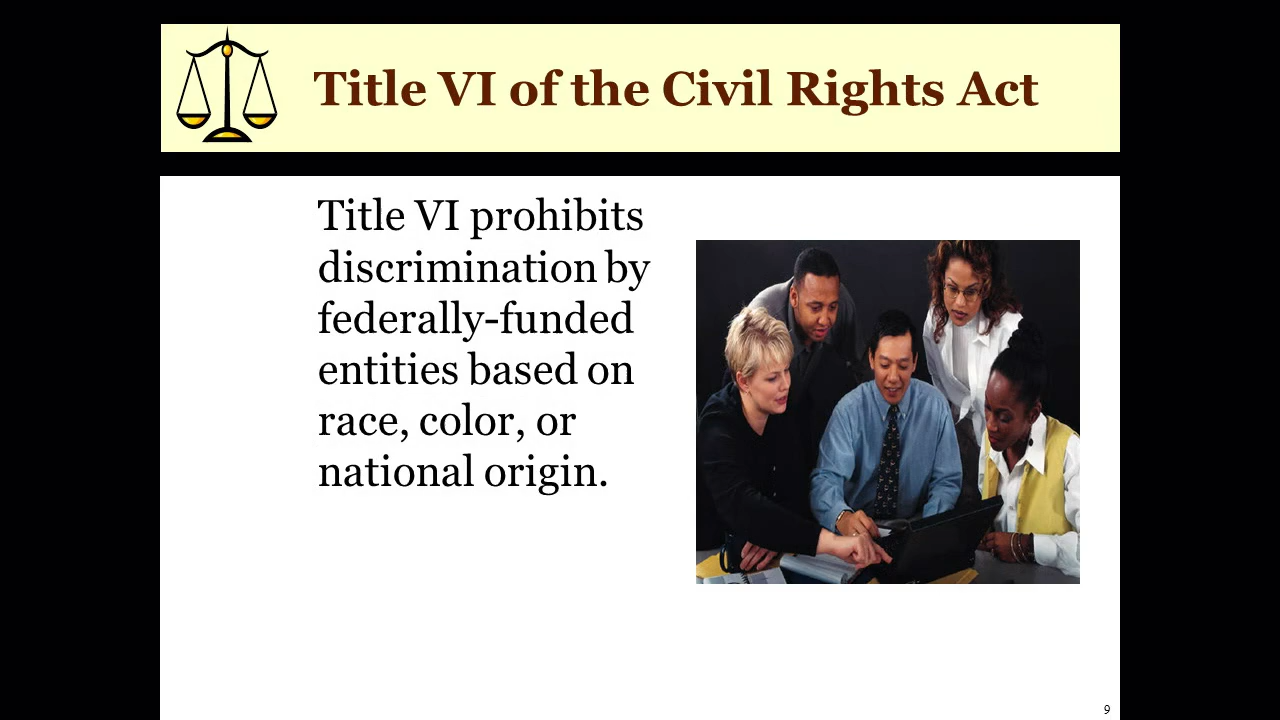 Title VI of the Civil Rights Act
Title VI prohibits
discrimination by
federally-funded
entities based on
race, color, or
national origin.
9